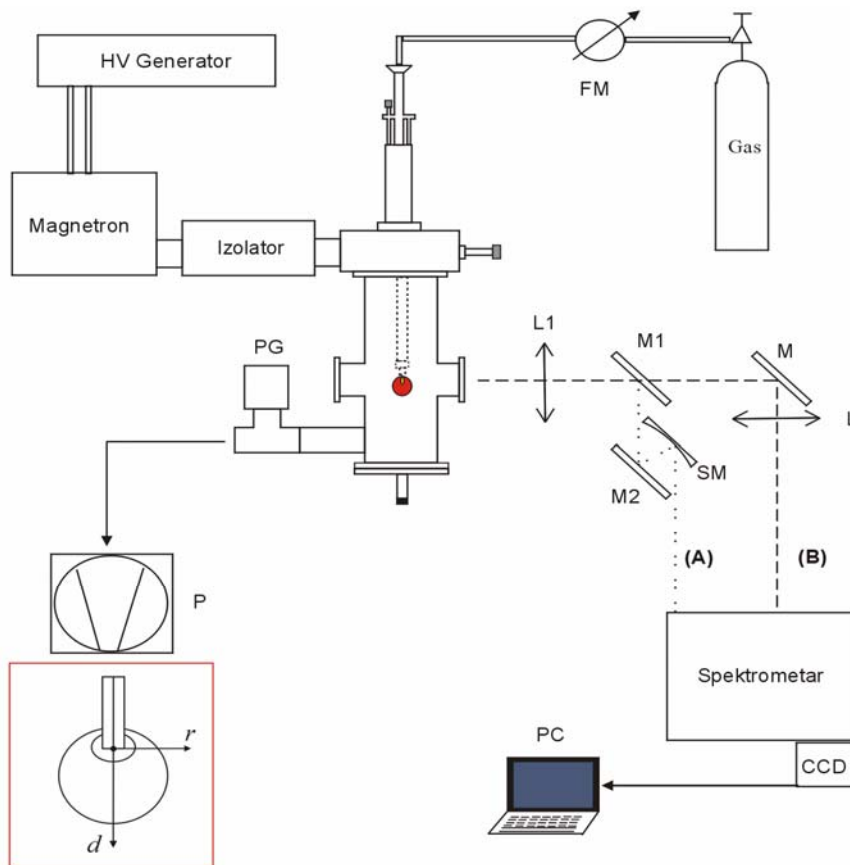 HV Generator
FM
Gas
Magnetron
Izolator
L1
M1
M
PG
L
SM
M2
(A)
(B)
P
Spektrometar
r
PC
CCD
d